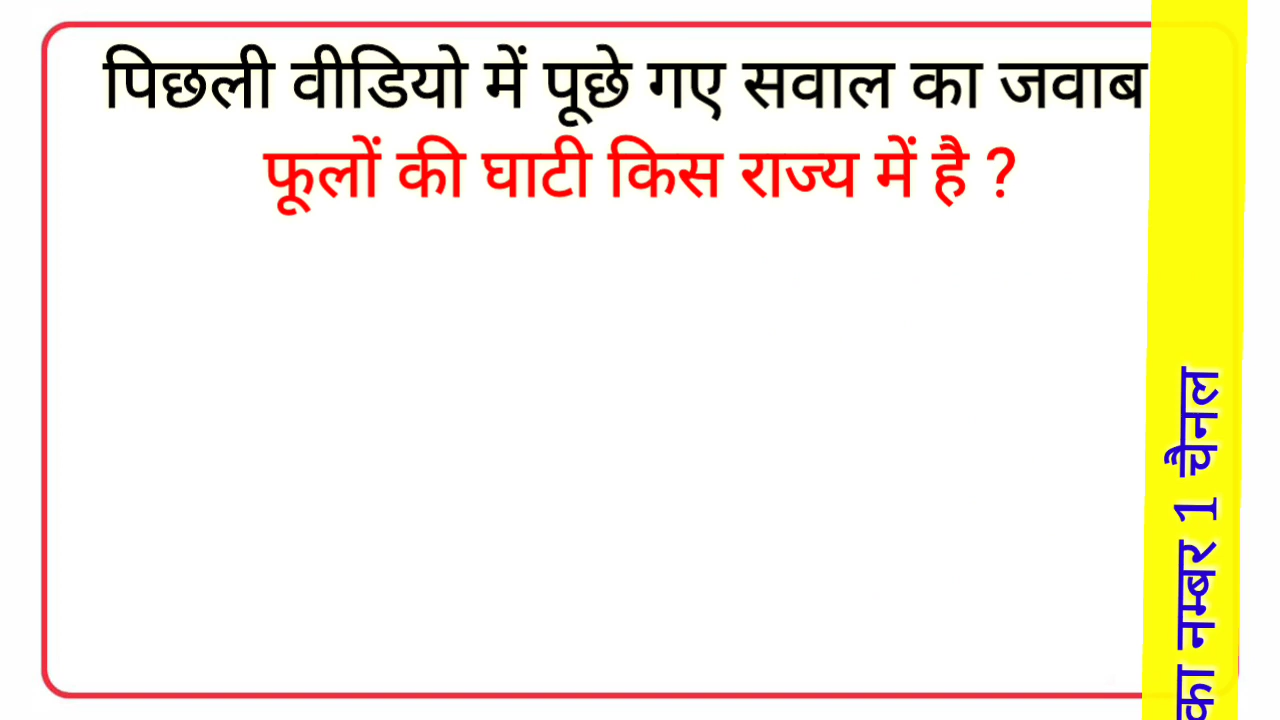 पिछली वीडियो में पूछे गए सवाल का जवाब
फूलों की घाटी किस राज्य में है ?
का नम्बर 1 चैनल